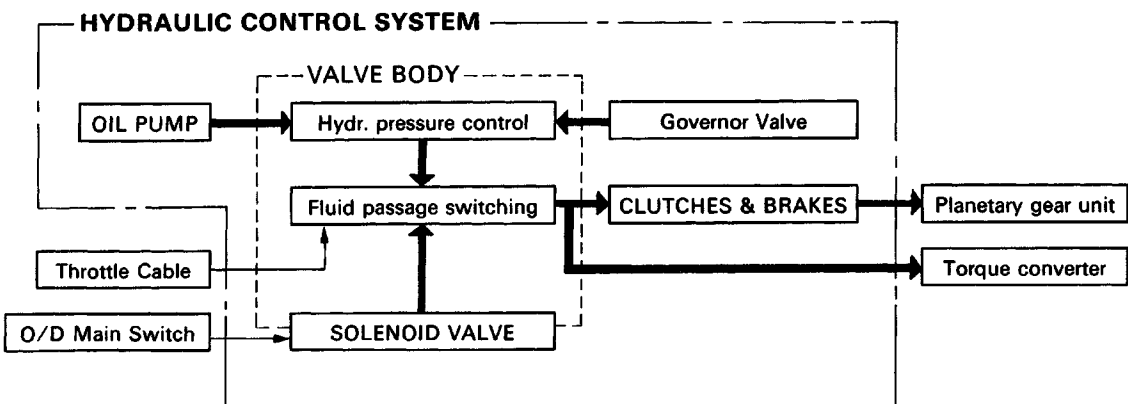 HYDRAULIC CONTROL SYSTEM
VALVE BODY
OIL PUMP
Hydr. pressure control
Governor Valve
Fluid passage switching
CLUTCHES & BRAKES
Planetary gear unit
Throttle Cable
Torque converter
O/D Main Switch
SOLENOID VALVE